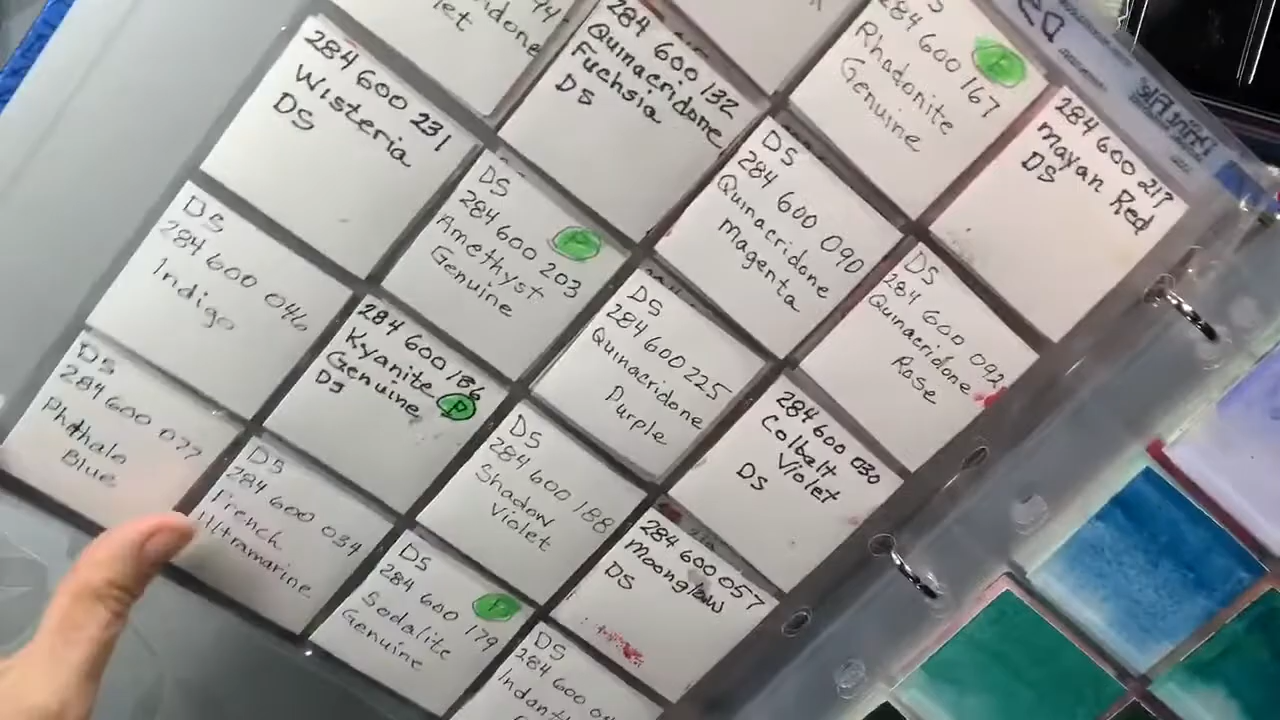 284 600 231
Wisteria
DS
284 600 132
Quinacridone
Fuchsia
DS
284 600 167
Rhodonite
Genuine
P
284 600 217
mayan Red
DS
DS
284 600 046
Indigo
DS
284 600 203
Amethyst
Genuine
P
DS
284 600 090
Quinacridone
magenta
DS
284 600 077
Phthalo
Blue
284 600 186
Kyanite
Genuine
DS
P
DS
284 600 225
Quinacridone
Purple
DS
284 600 092
Quinacridone
Rose
DS
284 600 034
French
Ultramarine
DS
284 600 188
Shadow
Violet
284 600 030
Colbalt
Violet
DS
DS
284 600 179
Sodalite
Genuine
P
284 600 057
Moonglow
DS
DS
284 600